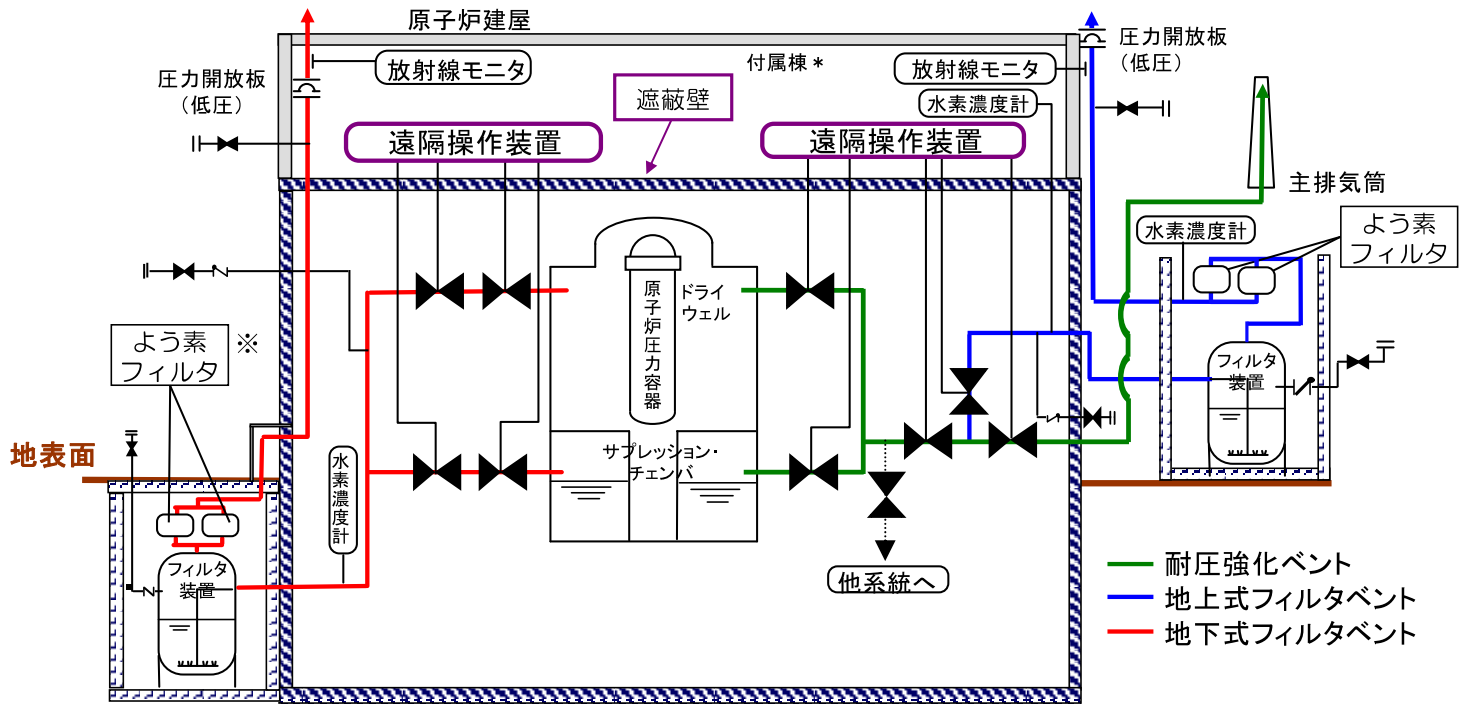 原子炉建屋
圧力開放板
（低圧）
放射線モニタ
付属棟＊
放射線モニタ
圧力開放板
（低圧）
遮蔽壁
水素濃度計
遠隔操作装置
遠隔操作装置
主排気筒
よう素
フィルタ
水素濃度計
原子炉圧力容器
ドライ
ウェル
よう素
フィルタ
※
フィルタ
装置
地表面
水素濃度計
サプレッション・
チェンバ
フィルタ
装置
他系統へ
耐圧強化ベント
地上式フィルタベント
地下式フィルタベント